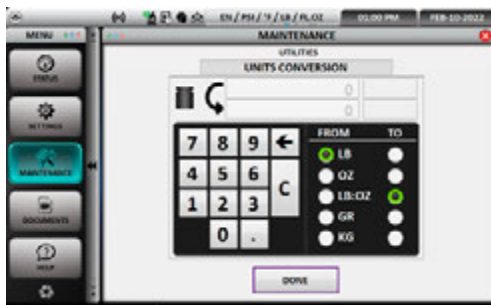 EN / PSI / °F / LB / FL.OZ
01:00 PM
FEB-10-2022
MENU
MAINTENANCE
UTILITIES
UNITS CONVERSION
STATUS
SETTINGS
MAINTENANCE
DOCUMENTS
HELP
0
0
7 8 9
4 5 6 C
1 2 3
0 .
FROM TO
LB
OZ
LB:OZ
GR
KG
DONE